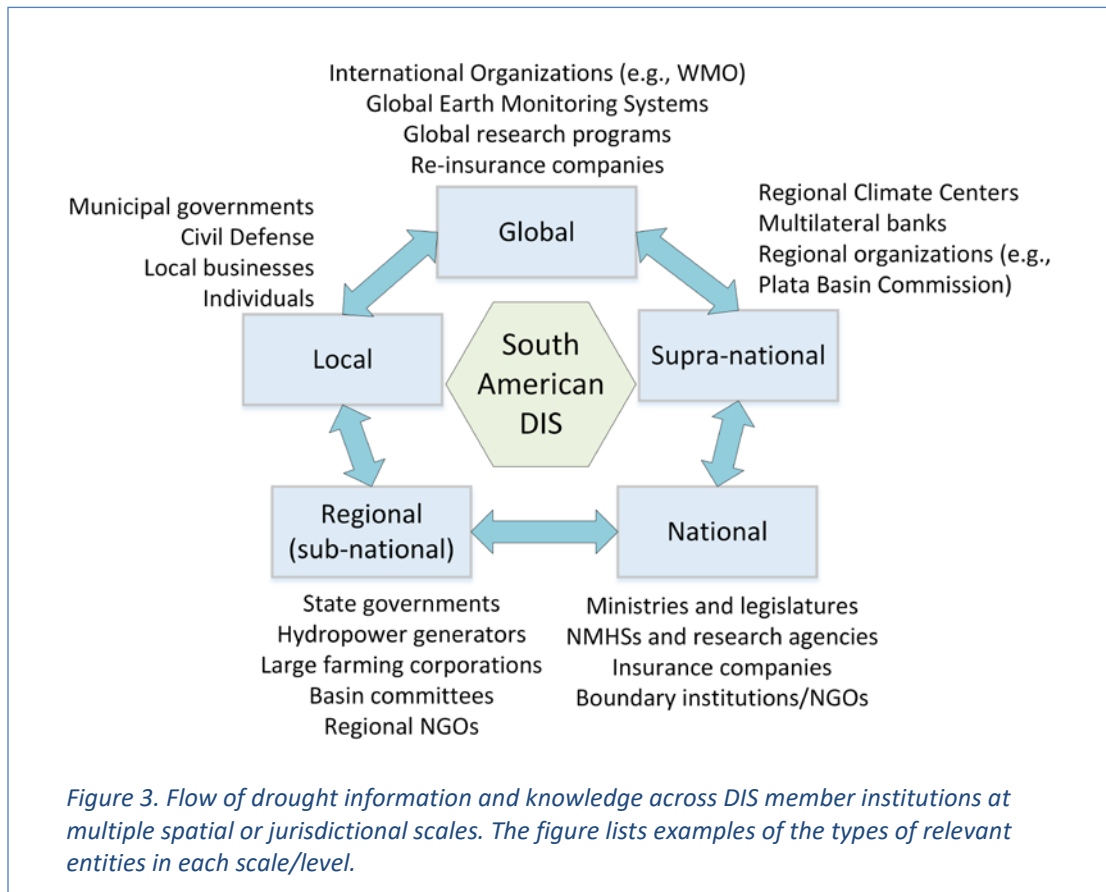 International Organizations (e.g., WMO)
Global Earth Monitoring Systems
Global research programs
Re-insurance companies
Global
Municipal governments
Civil Defense
Local businesses
Individuals
Local
Regional Climate Centers
Multilateral banks
Regional organizations (e.g.,
Plata Basin Commission)
Supra-national
South
American
DIS
Regional
(sub-national)
State governments
Hydropower generators
Large farming corporations
Basin committees
Regional NGOs
National
Ministries and legislatures
NMHSs and research agencies
Insurance companies
Boundary institutions/NGOs
Figure 3. Flow of drought information and knowledge across DIS member institutions at
multiple spatial or jurisdictional scales. The figure lists examples of the types of relevant
entities in each scale/level.